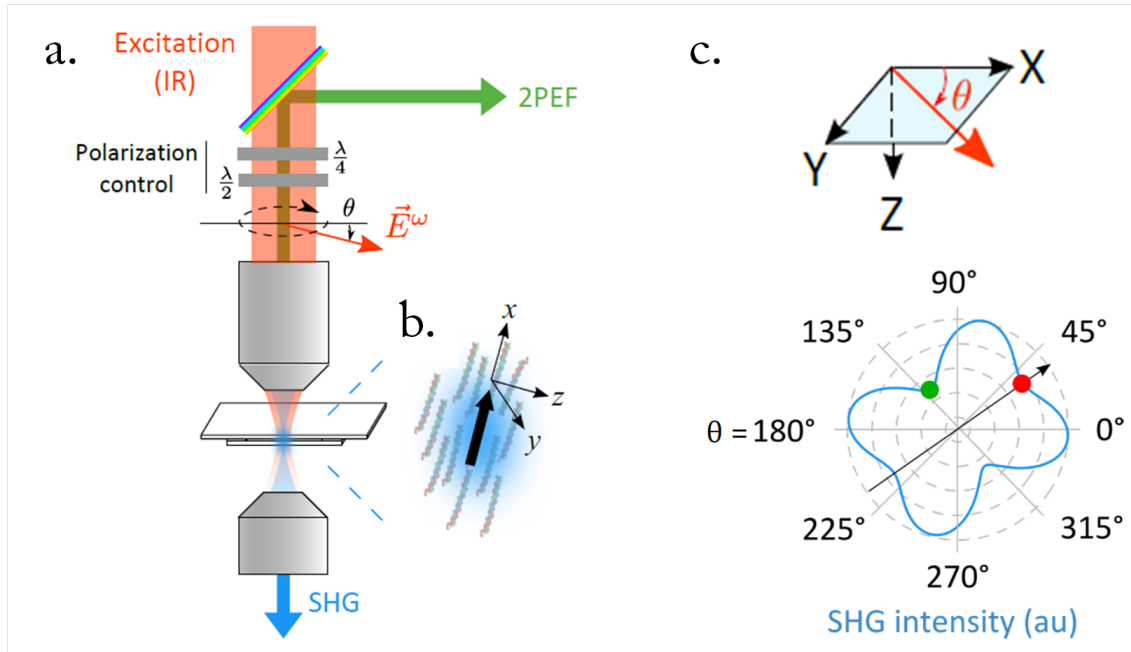 a.
Excitation
(IR)
2PEF
Polarization
control
λ/4
λ/2
θ
E⃗^ω
SHG
b.
x
z
y
c.
X
θ
Y
Z
90°
135°
45°
θ = 180°
0°
225°
315°
270°
SHG intensity (au)